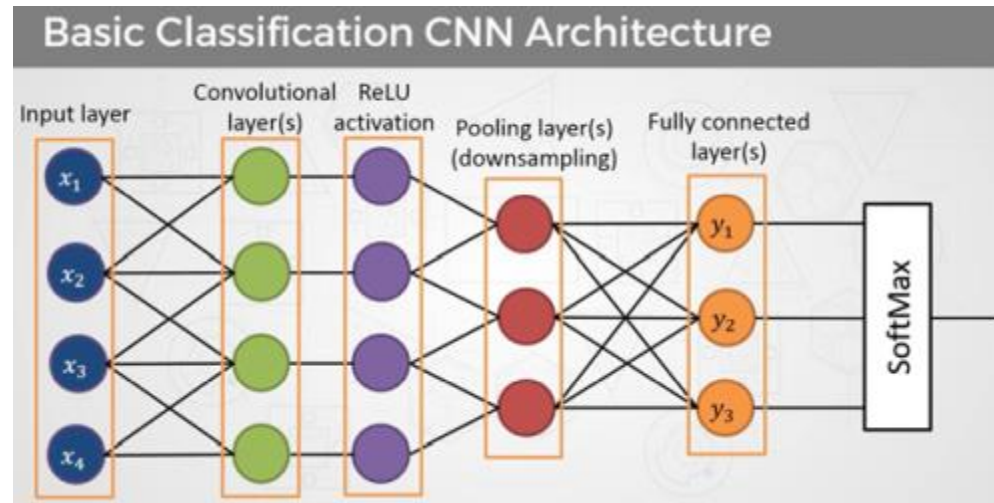 Basic Classification CNN Architecture
Input layer
Convolutional
layer(s)
ReLU
activation
Pooling layer(s)
(downsampling)
Fully connected
layer(s)
x₁
x₂
x₃
x₄
y₁
y₂
y₃
SoftMax